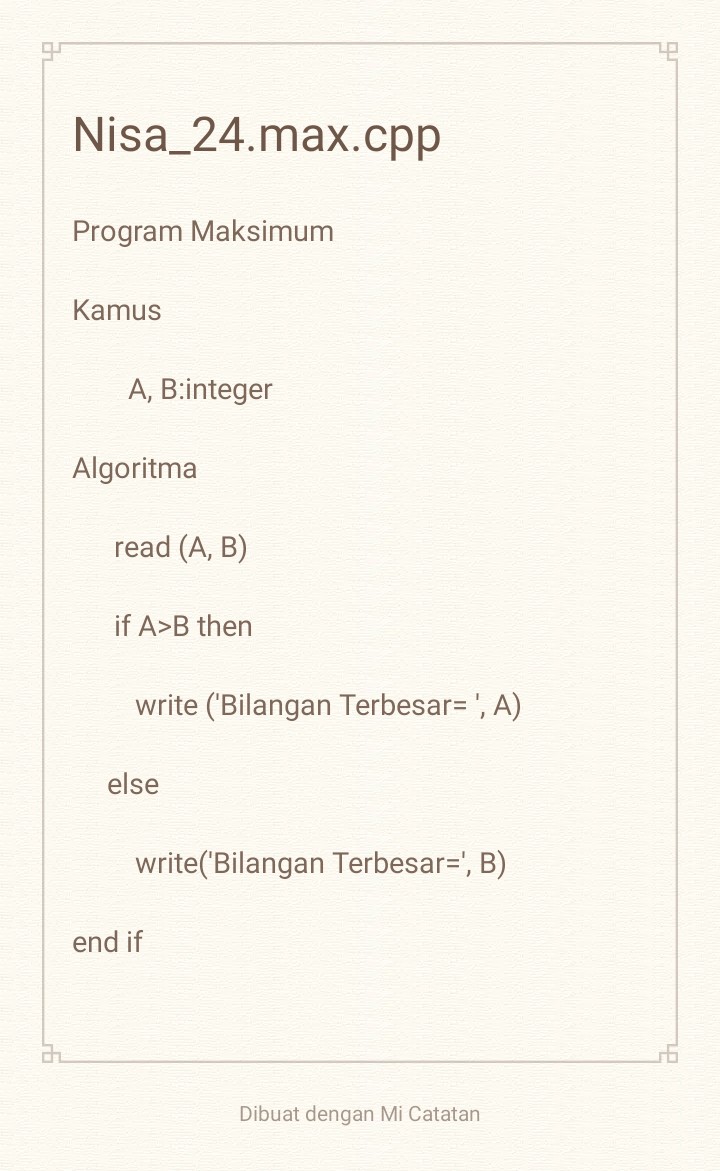 Nisa_24.max.cpp
Program Maksimum
Kamus
A, B:integer
Algoritma
read (A, B)
if A>B then
write ('Bilangan Terbesar= ', A)
else
write('Bilangan Terbesar=', B)
end if
Dibuat dengan Mi Catatan